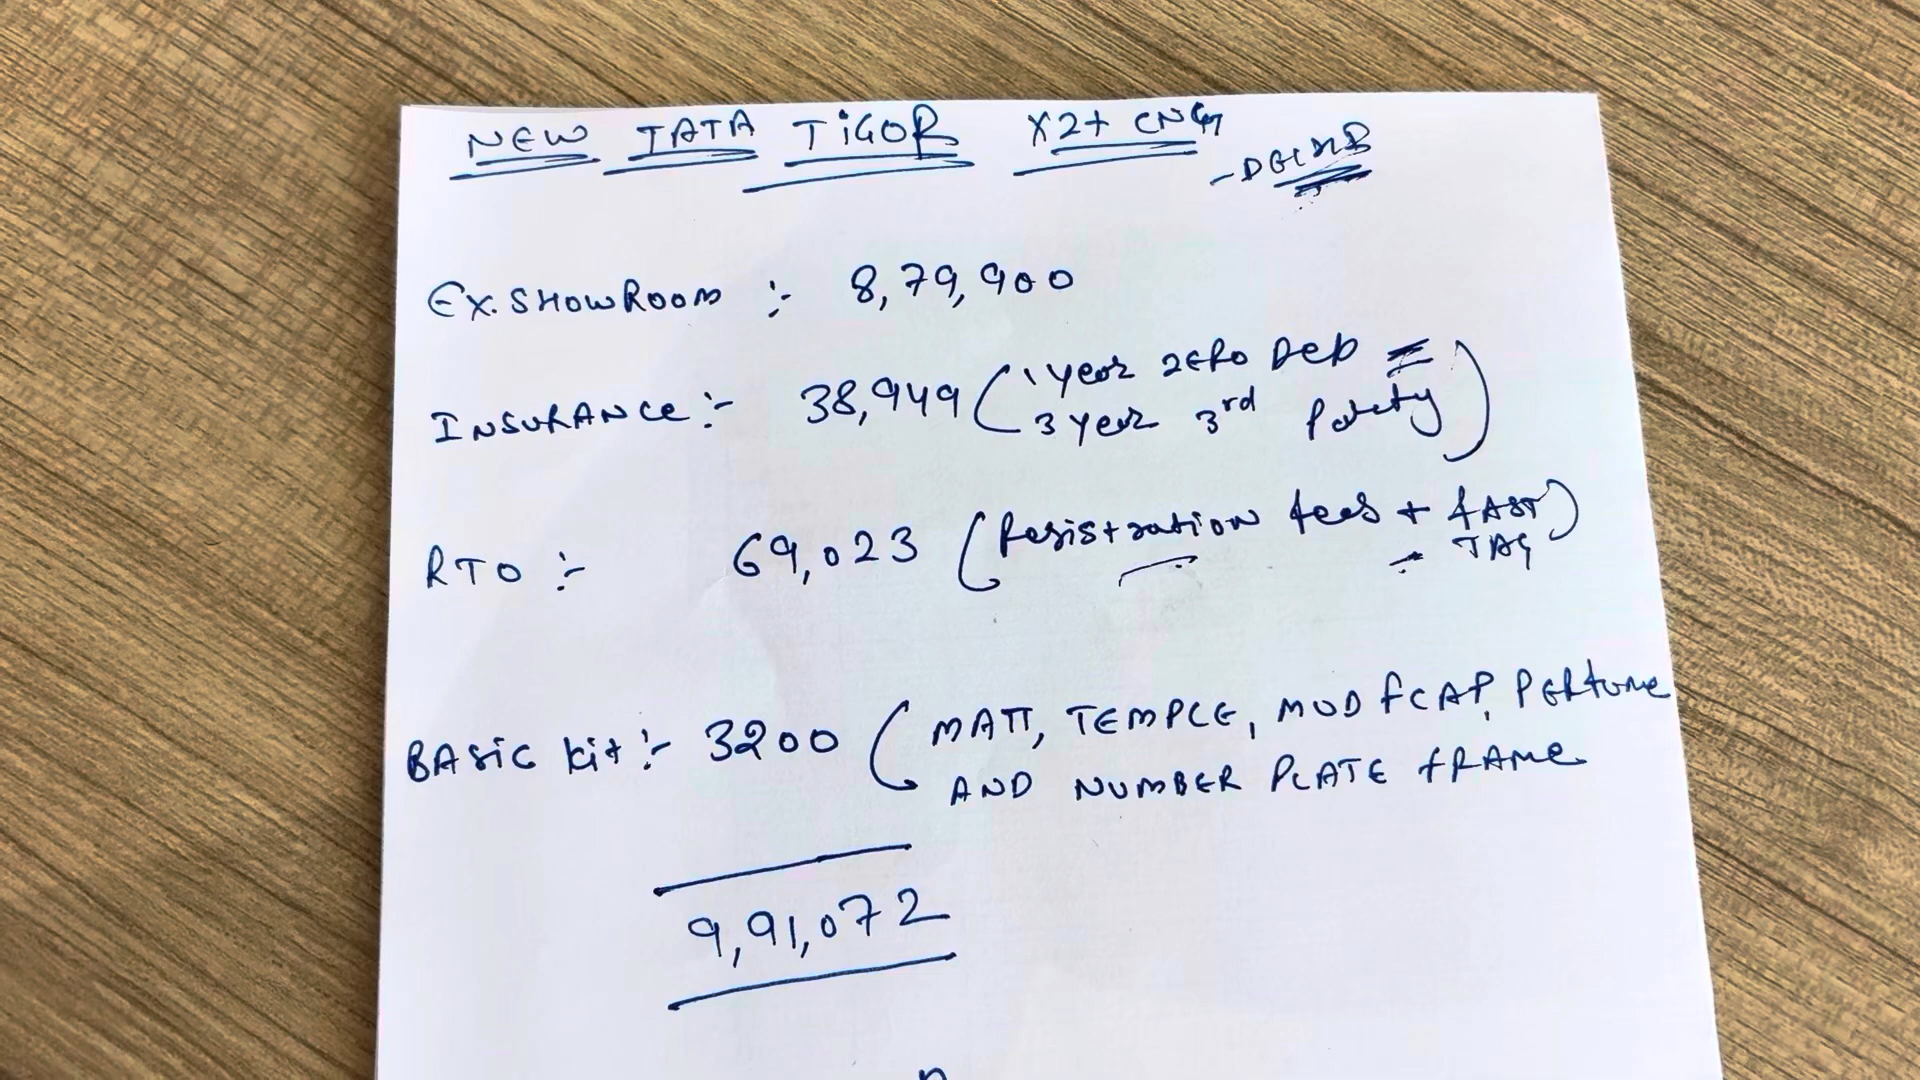 NEW TATA TIGOR XZ+ CNG
- DELHI
EX. SHOWROOM :- 8,79,900
INSURANCE :- 38,949 (1 year ZERO Dep
3 year 3rd Party)
RTO :- 69,023 (Registration fees + FAST
TAG)
BASIC kit :- 3200 (MATT, TEMPLE, MUD FLAP, PERfume
AND NUMBER PLATE fRAME
9,91,072